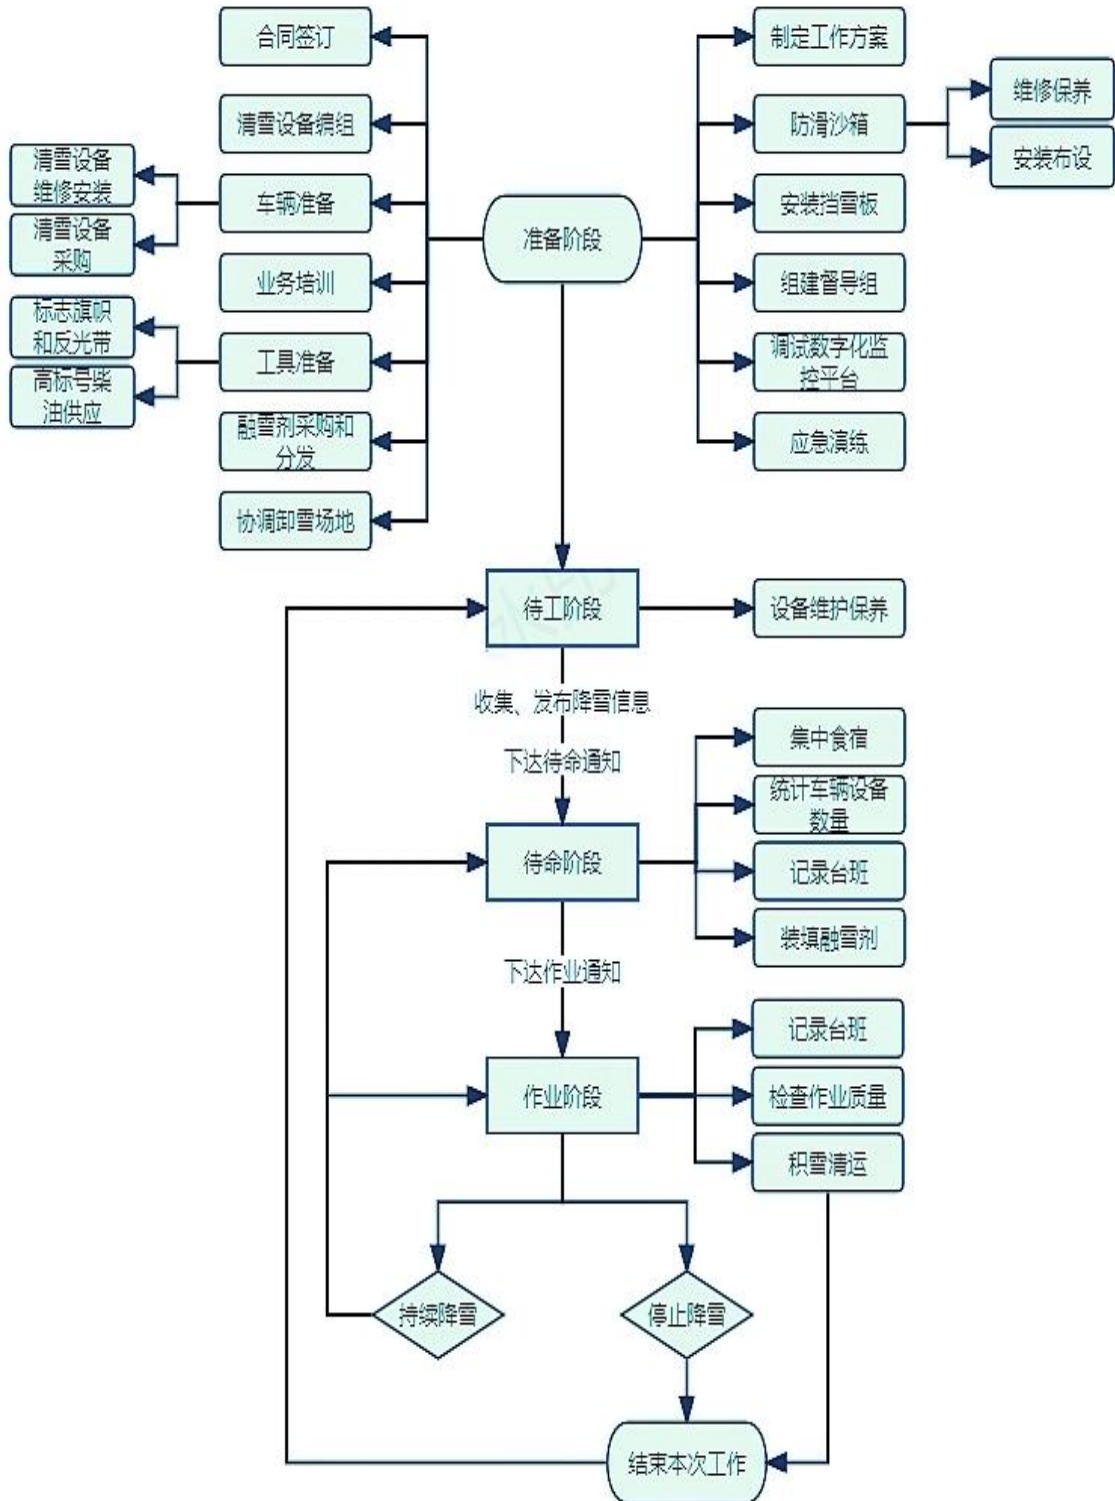 合同签订
清雪设备编组
清雪设备
维修安装
清雪设备
采购
车辆准备
业务培训
标志旗帜
和反光带
高标号柴
油供应
工具准备
融雪剂采购和
分发
协调卸雪场地
准备阶段
制定工作方案
防滑沙箱
维修保养
安装布设
安装挡雪板
组建督导组
调试数字化监
控平台
应急演练
水印
待工阶段
设备维护保养
收集、发布降雪信息
下达待命通知
待命阶段
集中食宿
统计车辆设备
数量
记录台班
装填融雪剂
下达作业通知
作业阶段
记录台班
检查作业质量
积雪清运
持续降雪
停止降雪
结束本次工作